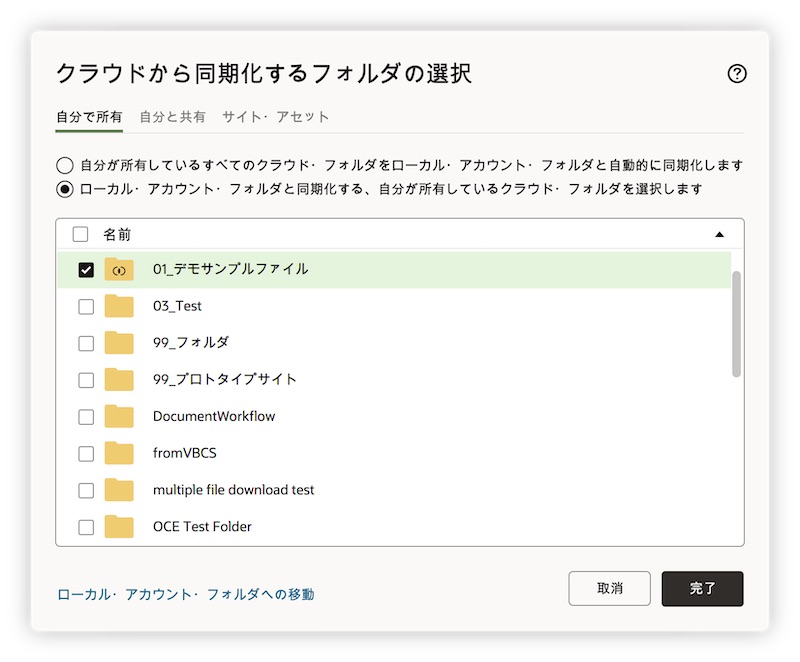 クラウドから同期化するフォルダの選択
自分で所有 自分と共有 サイト・アセット
自分が所有しているすべてのクラウド・フォルダをローカル・アカウント・フォルダと自動的に同期化します
ローカル・アカウント・フォルダと同期化する、自分が所有しているクラウド・フォルダを選択します
名前
01_デモサンプルファイル
03_Test
99_フォルダ
99_プロトタイプサイト
DocumentWorkflow
fromVBCS
multiple file download test
OCE Test Folder
ローカル・アカウント・フォルダへの移動 取消 完了